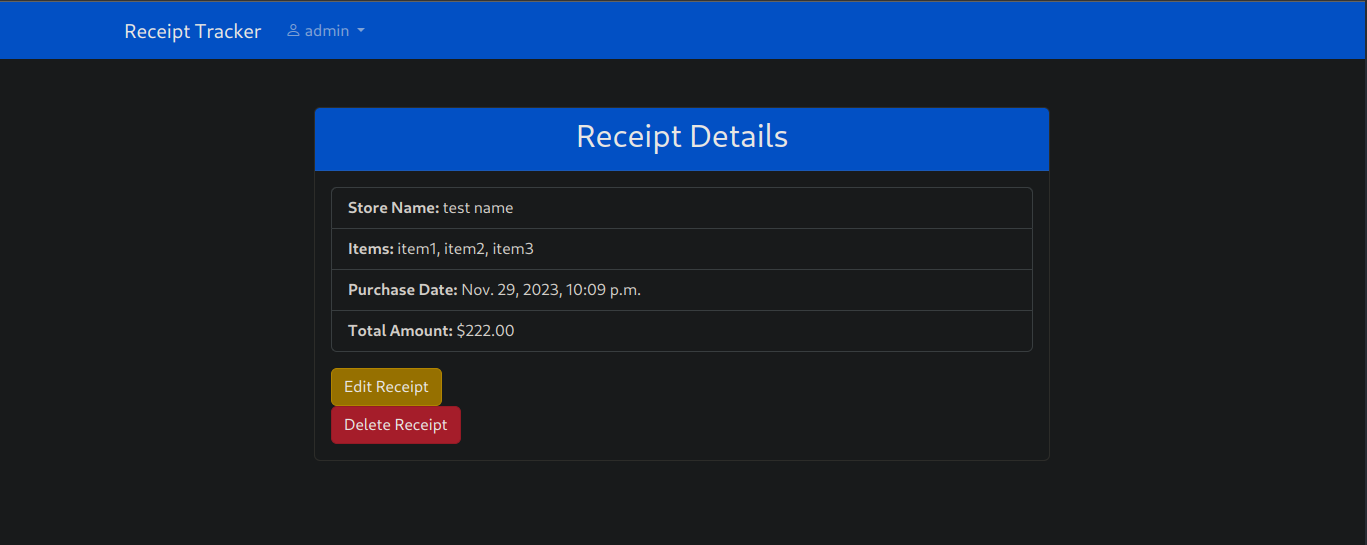 Receipt Tracker admin
Receipt Details
Store Name: test name
Items: item1, item2, item3
Purchase Date: Nov. 29, 2023, 10:09 p.m.
Total Amount: $222.00
Edit Receipt
Delete Receipt